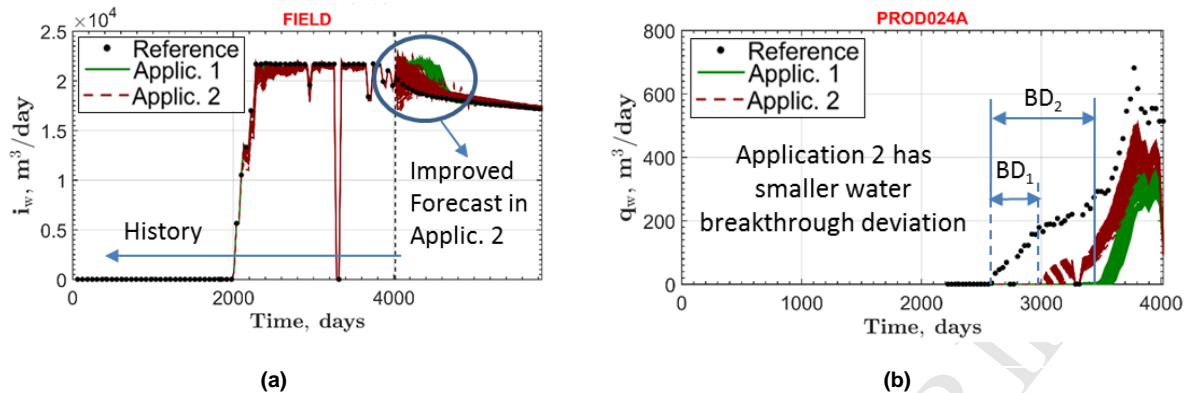 FIELD
×10⁴
2.5
2
1.5
1
0.5
0
i_w, m³/day
Reference
Applic. 1
Applic. 2
Improved
Forecast in
Applic. 2
History
0 2000 4000
Time, days
(a)
PROD024A
800
600
400
200
0
q_w, m³/day
Reference
Applic. 1
Applic. 2
BD₂
BD₁
Application 2 has
smaller water
breakthrough deviation
0 1000 2000 3000 4000
Time, days
(b)